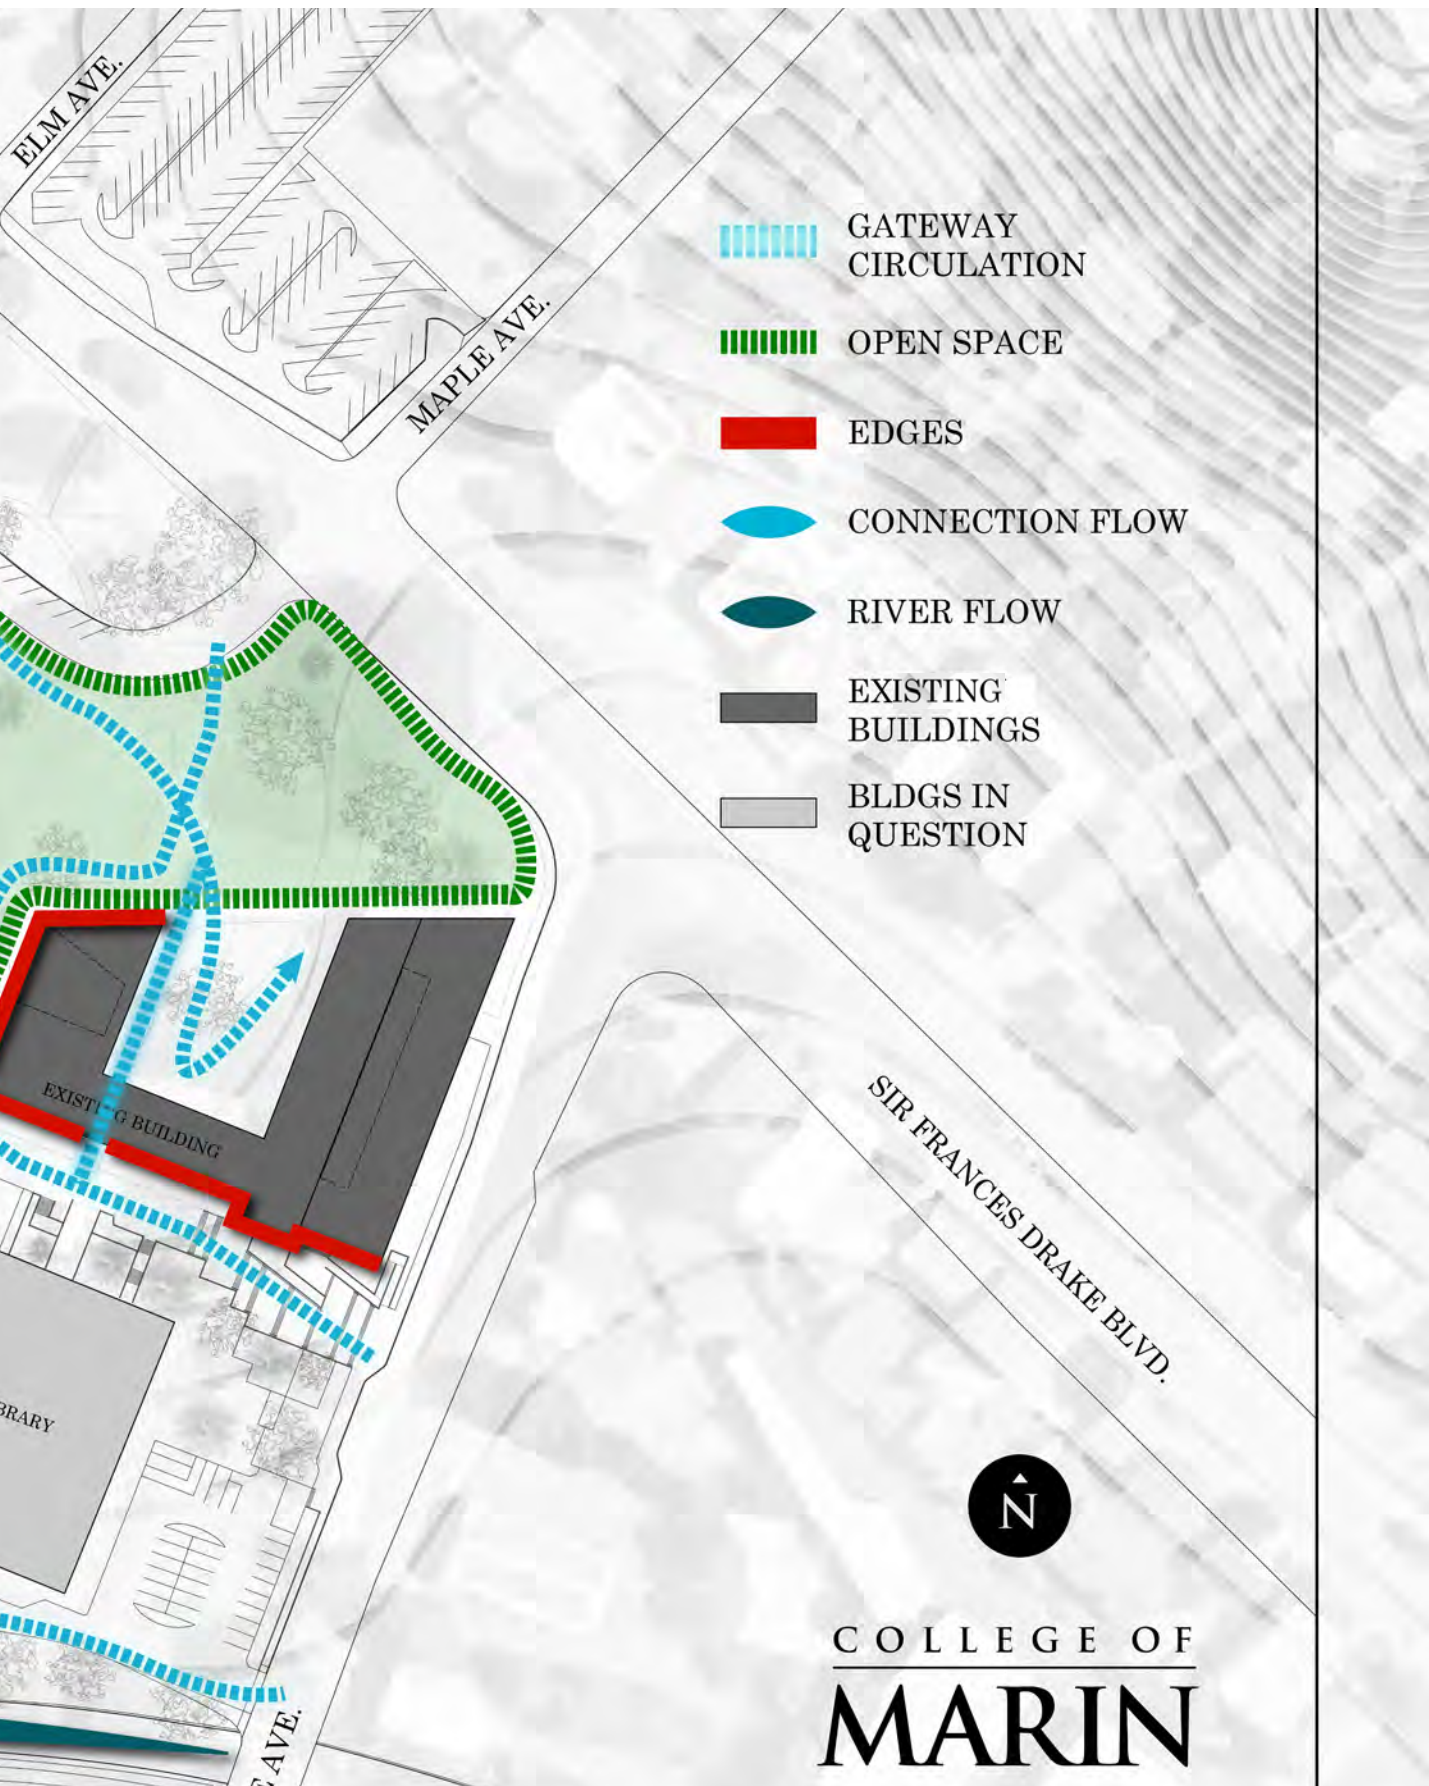 ELM AVE.
MAPLE AVE.
GATEWAY
CIRCULATION
OPEN SPACE
EDGES
CONNECTION FLOW
RIVER FLOW
EXISTING
BUILDINGS
BLDGS IN
QUESTION
EXISTING BUILDING
SIR FRANCES DRAKE BLVD.
BRARY
N
COLLEGE OF
MARIN
E AVE.